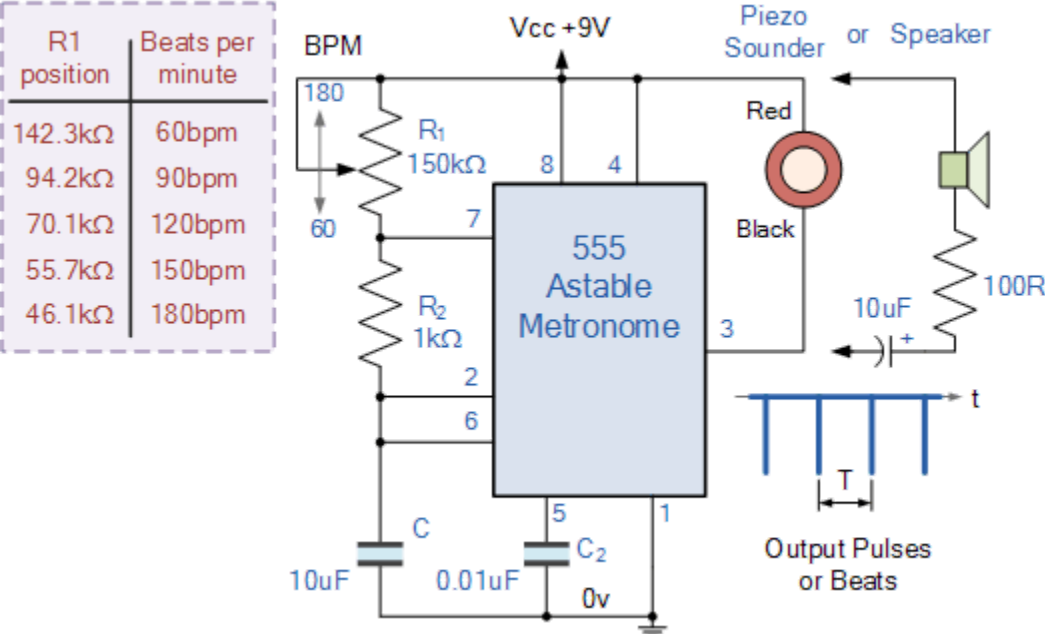 R1 position
Beats per minute
142.3kΩ 60bpm
94.2kΩ 90bpm
70.1kΩ 120bpm
55.7kΩ 150bpm
46.1kΩ 180bpm
BPM
180
60
R1
150kΩ
R2
1kΩ
C
10uF
Vcc +9V
8
4
7
2
6
3
5
1
555
Astable
Metronome
C2
0.01uF
0v
Piezo
Sounder
or
Speaker
Red
Black
100R
10uF
+
t
T
Output Pulses
or Beats